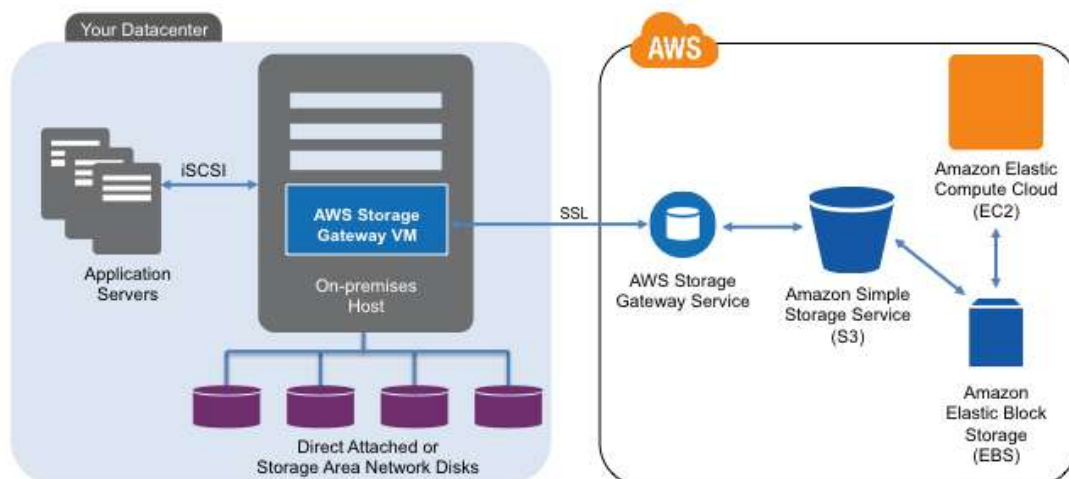 Your Datacenter
AWS
iSCSI
AWS Storage
Gateway VM
SSL
Application
Servers
On-premises
Host
Direct Attached or
Storage Area Network Disks
AWS Storage
Gateway Service
Amazon Simple
Storage Service
(S3)
Amazon Elastic
Compute Cloud
(EC2)
Amazon
Elastic Block
Storage
(EBS)